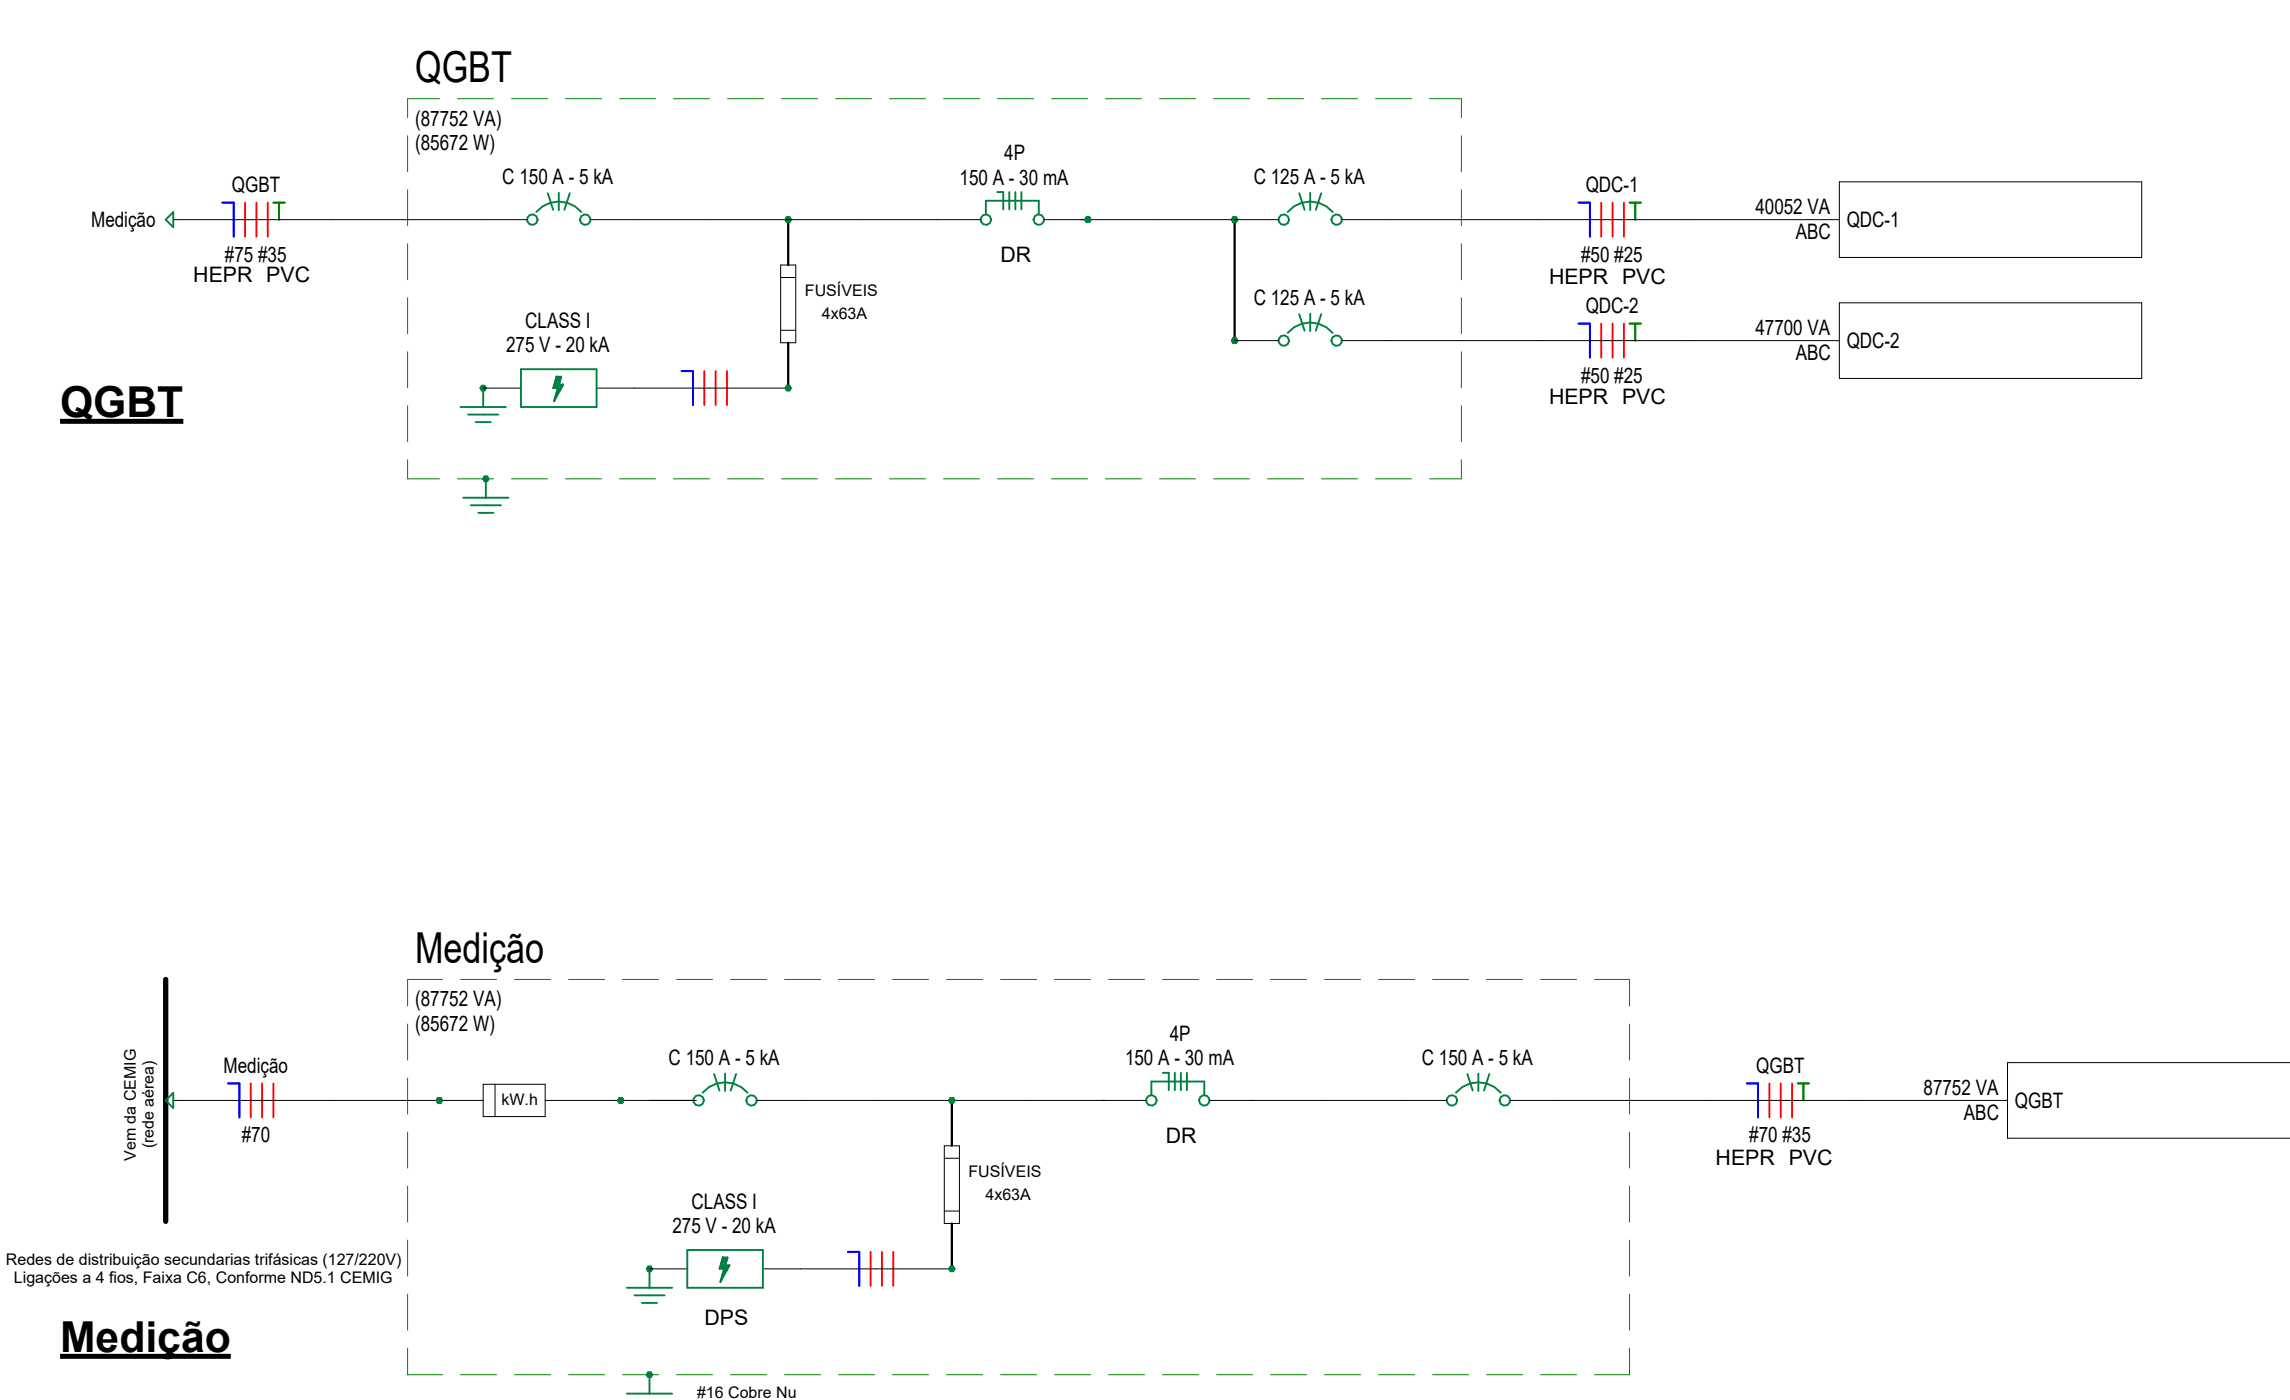 QGBT
(87752 VA)
(85672 W)
C 150 A - 5 kA
4P
150 A - 30 mA
DR
C 125 A - 5 kA
QGBT
Medição
#75 #35
HEPR PVC
QDC-1
#50 #25
HEPR PVC
40052 VA
ABC
QDC-1
FUSÍVEIS
4x63A
CLASS I
275 V - 20 kA
C 125 A - 5 kA
QDC-2
#50 #25
HEPR PVC
47700 VA
ABC
QDC-2
QGBT
Medição
(87752 VA)
(85672 W)
Vem da CEMIG
(rede aérea)
Medição
#70
kW.h
C 150 A - 5 kA
4P
150 A - 30 mA
DR
C 150 A - 5 kA
QGBT
#70 #35
HEPR PVC
87752 VA
ABC
QGBT
FUSÍVEIS
4x63A
CLASS I
275 V - 20 kA
DPS
Redes de distribuição secundarias trifásicas (127/220V)
Ligações a 4 fios, Faixa C6, Conforme ND5.1 CEMIG
Medição
#16 Cobre Nu